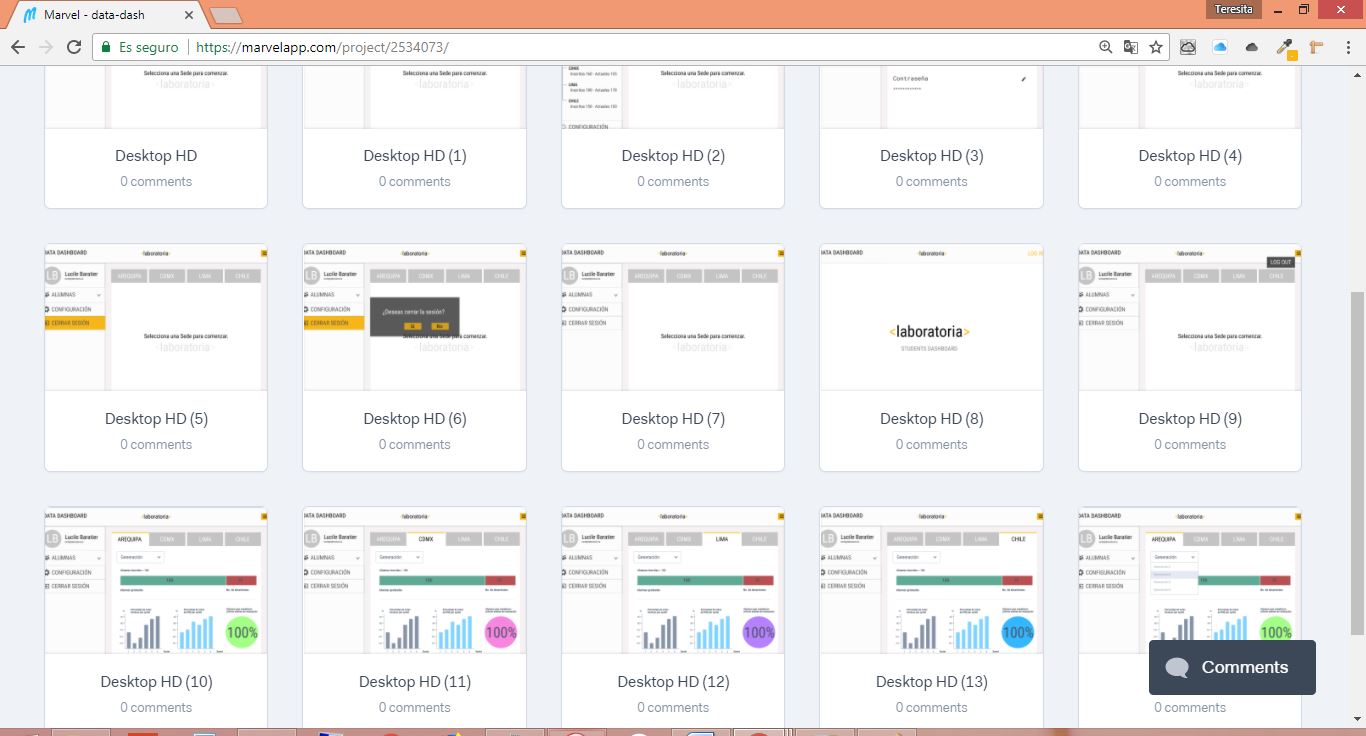 Marvel - data-dash
Teresita
Es seguro
https://marvelapp.com/project/2534073/
Selecciona una Sede para comenzar.
laboratoria
Selecciona una Sede para comenzar.
laboratoria
LIMA
CHILE
CONFIGURACIÓN
Selecciona una Sede para comenzar.
laboratoria
Contraseña
Selecciona una Sede para comenzar.
laboratoria
Desktop HD
Desktop HD (1)
Desktop HD (2)
Desktop HD (3)
Desktop HD (4)
0 comments
0 comments
0 comments
0 comments
0 comments
DATA DASHBOARD
laboratoria
LB
Lucile Baratier
AREQUIPA
CDMX
LIMA
CHILE
ALUMNAS
CONFIGURACIÓN
CERRAR SESIÓN
Selecciona una Sede para comenzar.
laboratoria
DATA DASHBOARD
laboratoria
LB
Lucile Baratier
AREQUIPA
CDMX
LIMA
CHILE
ALUMNAS
CONFIGURACIÓN
CERRAR SESIÓN
¿Deseas cerrar la sesión?
Si
No
Selecciona una Sede para comenzar.
laboratoria
DATA DASHBOARD
laboratoria
LB
Lucile Baratier
AREQUIPA
CDMX
LIMA
CHILE
ALUMNAS
CONFIGURACIÓN
CERRAR SESIÓN
Selecciona una Sede para comenzar.
laboratoria
DATA DASHBOARD
laboratoria
LOG IN
<laboratoria>
STUDENTS DASHBOARD
DATA DASHBOARD
laboratoria
LOG OUT
LB
Lucile Baratier
AREQUIPA
CDMX
LIMA
CHILE
ALUMNAS
CONFIGURACIÓN
CERRAR SESIÓN
Selecciona una Sede para comenzar.
laboratoria
Desktop HD (5)
Desktop HD (6)
Desktop HD (7)
Desktop HD (8)
Desktop HD (9)
0 comments
0 comments
0 comments
0 comments
0 comments
DATA DASHBOARD
laboratoria
LB
Lucile Baratier
AREQUIPA
CDMX
LIMA
CHILE
ALUMNAS
CONFIGURACIÓN
CERRAR SESIÓN
Generación
100%
DATA DASHBOARD
laboratoria
LB
Lucile Baratier
AREQUIPA
CDMX
LIMA
CHILE
ALUMNAS
CONFIGURACIÓN
CERRAR SESIÓN
Generación
100%
DATA DASHBOARD
laboratoria
LB
Lucile Baratier
AREQUIPA
CDMX
LIMA
CHILE
ALUMNAS
CONFIGURACIÓN
CERRAR SESIÓN
Generación
100%
DATA DASHBOARD
laboratoria
LB
Lucile Baratier
AREQUIPA
CDMX
LIMA
CHILE
ALUMNAS
CONFIGURACIÓN
CERRAR SESIÓN
Generación
100%
DATA DASHBOARD
laboratoria
LB
Lucile Baratier
AREQUIPA
CDMX
LIMA
CHILE
ALUMNAS
CONFIGURACIÓN
CERRAR SESIÓN
Generación
100%
Comments
Desktop HD (10)
Desktop HD (11)
Desktop HD (12)
Desktop HD (13)
0 comments
0 comments
0 comments
0 comments
0 comments